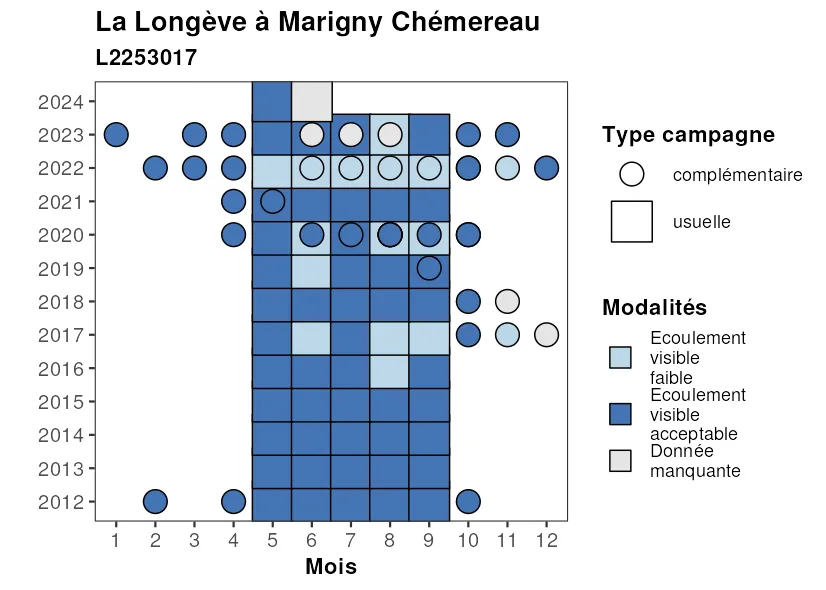 La Longève à Marigny Chémereau
L2253017
2024
2023
2022
2021
2020
2019
2018
2017
2016
2015
2014
2013
2012
1 2 3 4 5 6 7 8 9 10 11 12
Mois
Type campagne
complémentaire
usuelle
Modalités
Ecoulement
visible
faible
Ecoulement
visible
acceptable
Donnée
manquante